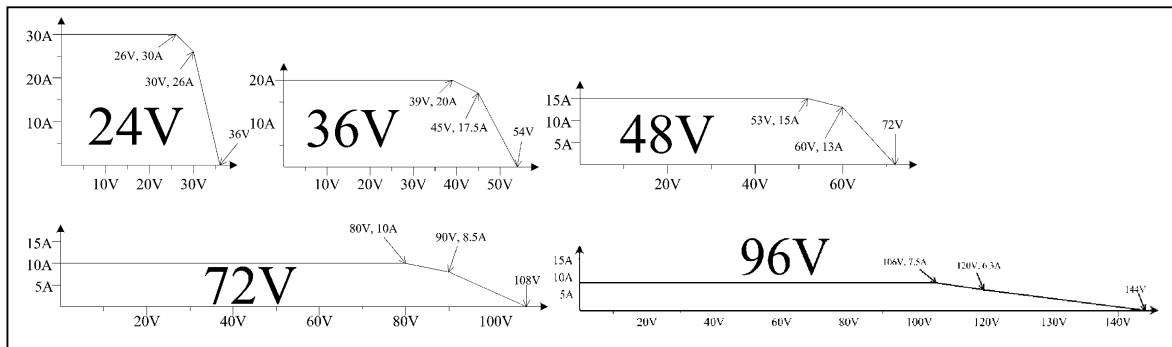 30A
26V, 30A
30V, 26A
20A
10A
24V
36V
10V 20V 30V
20A
39V, 20A
45V, 17.5A
10A
36V
54V
10V 20V 30V 40V 50V
15A
53V, 15A
10A
5A
48V
60V, 13A
72V
20V 40V 60V
15A
80V, 10A
90V, 8.5A
10A
5A
72V
108V
20V 40V 60V 80V 100V
96V
15A
106V, 7.5A
120V, 6.3A
10A
5A
144V
20V 40V 60V 80V 100V 120V 130V 140V